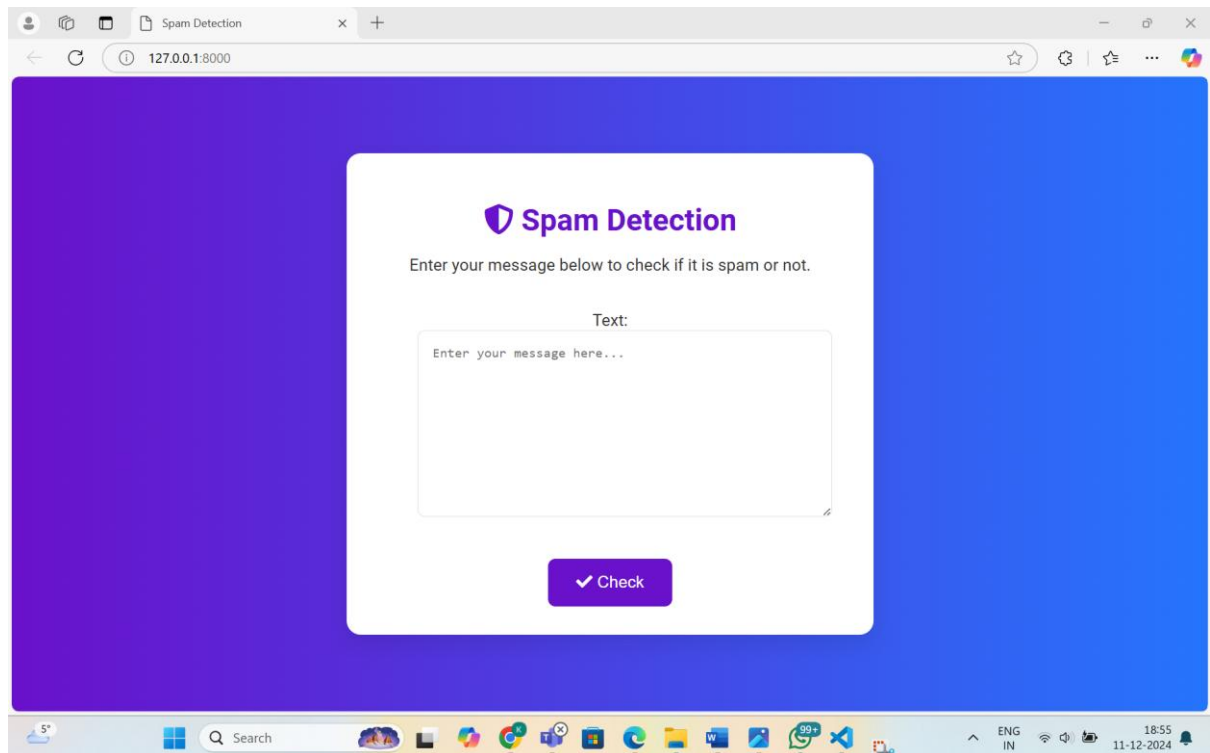 Spam Detection
127.0.0.1:8000
Spam Detection
Enter your message below to check if it is spam or not.
Text:
Enter your message here...
Check
5°
Search
99+
ENG
IN
18:55
11-12-2024